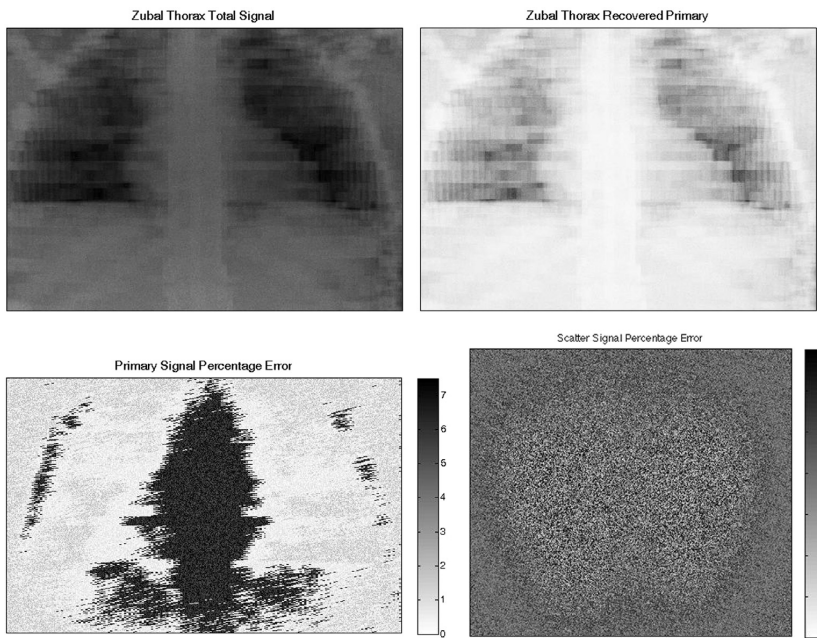 Zubal Thorax Total Signal
Zubal Thorax Recovered Primary
Primary Signal Percentage Error
Scatter Signal Percentage Error
7
6
5
4
3
2
1
0